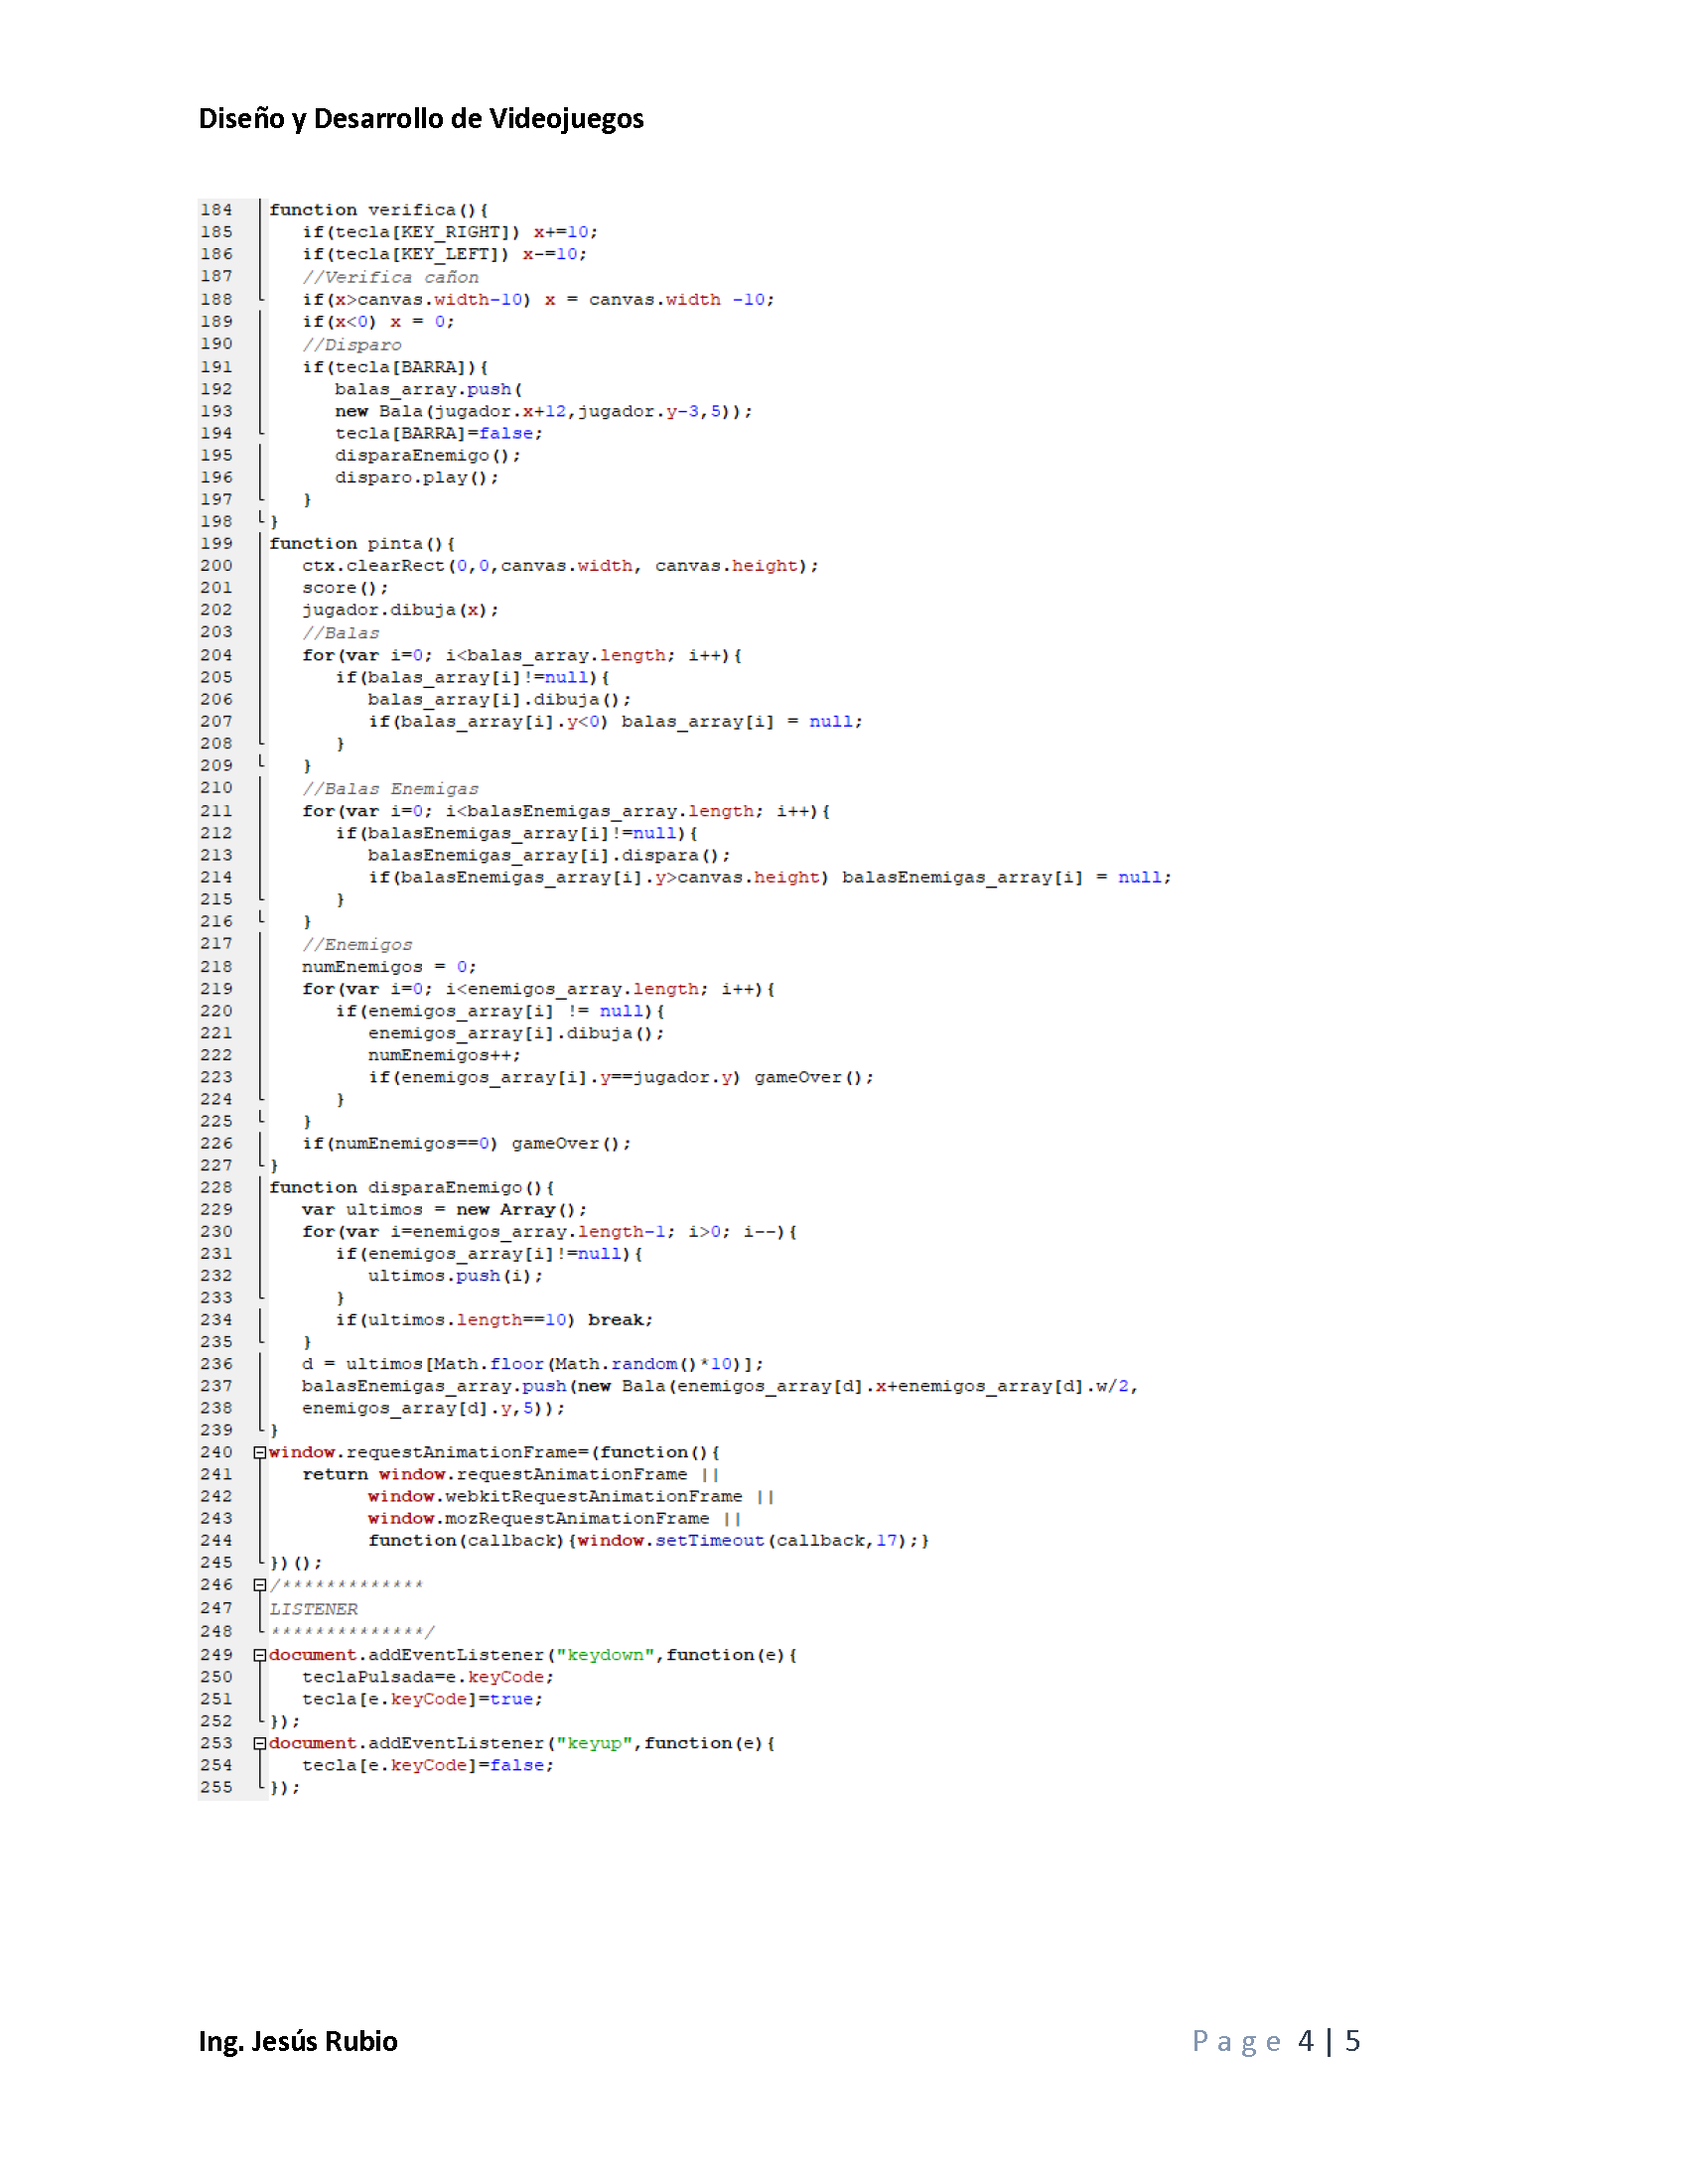 Diseño y Desarrollo de Videojuegos
184 function verifica(){
185 if(tecla[KEY_RIGHT]) x+=10;
186 if(tecla[KEY_LEFT]) x-=10;
187 //Verifica cañon
188 if(x>canvas.width-10) x = canvas.width -10;
189 if(x<0) x = 0;
190 //Disparo
191 if(tecla[BARRA]){
192 balas_array.push(
193 new Bala(jugador.x+12,jugador.y-3,5));
194 tecla[BARRA]=false;
195 disparaEnemigo();
196 disparo.play();
197 }
198 }
199 function pinta(){
200 ctx.clearRect(0,0,canvas.width, canvas.height);
201 score();
202 jugador.dibuja(x);
203 //Balas
204 for(var i=0; i<balas_array.length; i++){
205 if(balas_array[i]!=null){
206 balas_array[i].dibuja();
207 if(balas_array[i].y<0) balas_array[i] = null;
208 }
209 }
210 //Balas Enemigas
211 for(var i=0; i<balasEnemigas_array.length; i++){
212 if(balasEnemigas_array[i]!=null){
213 balasEnemigas_array[i].dispara();
214 if(balasEnemigas_array[i].y>canvas.height) balasEnemigas_array[i] = null;
215 }
216 }
217 //Enemigos
218 numEnemigos = 0;
219 for(var i=0; i<enemigos_array.length; i++){
220 if(enemigos_array[i] != null){
221 enemigos_array[i].dibuja();
222 numEnemigos++;
223 if(enemigos_array[i].y==jugador.y) gameOver();
224 }
225 }
226 if(numEnemigos==0) gameOver();
227 }
228 function disparaEnemigo(){
229 var ultimos = new Array();
230 for(var i=enemigos_array.length-1; i>0; i--){
231 if(enemigos_array[i]!=null){
232 ultimos.push(i);
233 }
234 if(ultimos.length==10) break;
235 }
236 d = ultimos[Math.floor(Math.random()*10)];
237 balasEnemigas_array.push(new Bala(enemigos_array[d].x+enemigos_array[d].w/2,
238 enemigos_array[d].y,5));
239 }
240 window.requestAnimationFrame=(function(){
241 return window.requestAnimationFrame ||
242 window.webkitRequestAnimationFrame ||
243 window.mozRequestAnimationFrame ||
244 function(callback){window.setTimeout(callback,17);}
245 })();
246 /*************
247 LISTENER
248 **************/
249 document.addEventListener("keydown",function(e){
250 teclaPulsada=e.keyCode;
251 tecla[e.keyCode]=true;
252 });
253 document.addEventListener("keyup",function(e){
254 tecla[e.keyCode]=false;
255 });
Ing. Jesús Rubio
Page 4 | 5